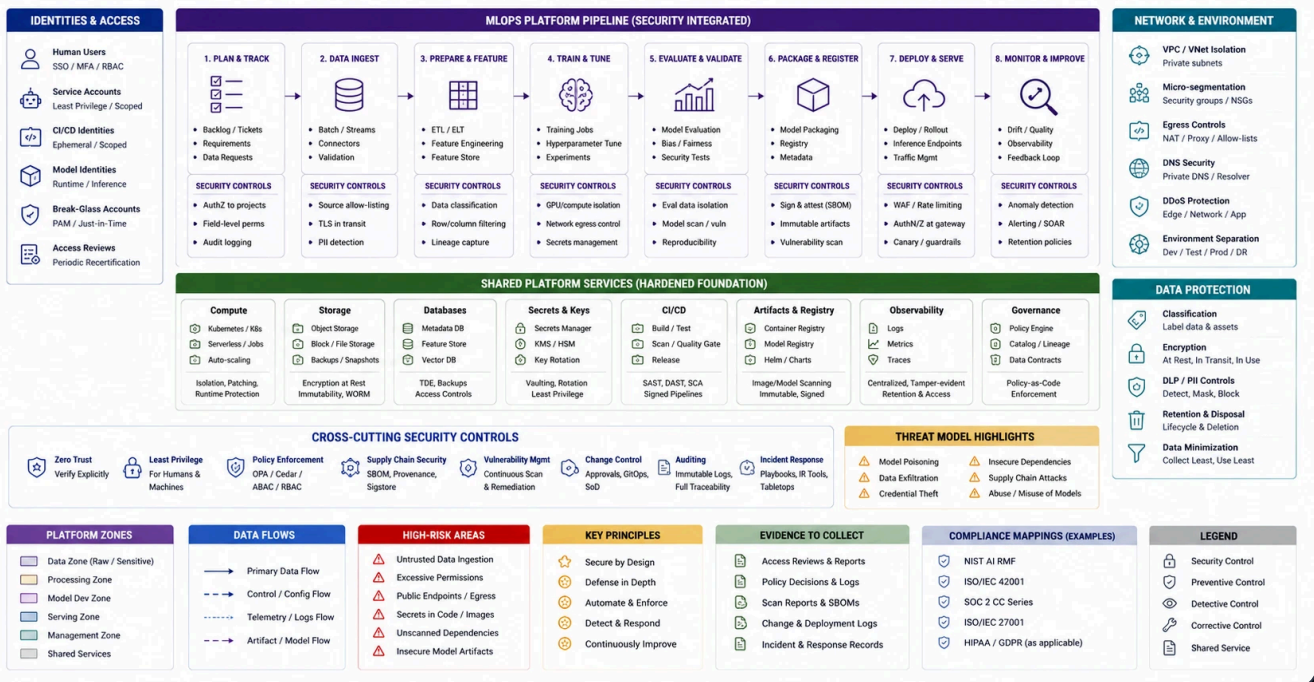 IDENTITIES & ACCESS
Human Users
SSO / MFA / RBAC
Service Accounts
Least Privilege / Scoped
CI/CD Identities
Ephemeral / Scoped
Model Identities
Runtime / Inference
Break-Glass Accounts
PAM / Just-in-Time
Access Reviews
Periodic Recertification
MLOPS PLATFORM PIPELINE (SECURITY INTEGRATED)
1. PLAN & TRACK
Backlog / Tickets
Requirements
Data Requests
SECURITY CONTROLS
AuthZ to projects
Field-level perms
Audit logging
2. DATA INGEST
Batch / Streams
Connectors
Validation
SECURITY CONTROLS
Source allow-listing
TLS in transit
PII detection
3. PREPARE & FEATURE
ETL / ELT
Feature Engineering
Feature Store
SECURITY CONTROLS
Data classification
Row/column filtering
Lineage capture
4. TRAIN & TUNE
Training Jobs
Hyperparameter Tune
Experiments
SECURITY CONTROLS
GPU/compute isolation
Network egress control
Secrets management
5. EVALUATE & VALIDATE
Model Evaluation
Bias / Fairness
Security Tests
SECURITY CONTROLS
Eval data isolation
Model scan / vuln
Reproducibility
6. PACKAGE & REGISTER
Model Packaging
Registry
Metadata
SECURITY CONTROLS
Sign & attest (SBOM)
Immutable artifacts
Vulnerability scan
7. DEPLOY & SERVE
Deploy / Rollout
Inference Endpoints
Traffic Mgmt
SECURITY CONTROLS
WAF / Rate limiting
AuthN/Z at gateway
Canary / guardrails
8. MONITOR & IMPROVE
Drift / Quality
Observability
Feedback Loop
SECURITY CONTROLS
Anomaly detection
Alerting / SOAR
Retention policies
NETWORK & ENVIRONMENT
VPC / VNet Isolation
Private subnets
Micro-segmentation
Security groups / NSGs
Egress Controls
NAT / Proxy / Allow-lists
DNS Security
Private DNS / Resolver
DDoS Protection
Edge / Network / App
Environment Separation
Dev / Test / Prod / DR
SHARED PLATFORM SERVICES (HARDENED FOUNDATION)
Compute
Kubernetes / K8s
Serverless / Jobs
Auto-scaling
Isolation, Patching,
Runtime Protection
Storage
Object Storage
Block / File Storage
Backups / Snapshots
Encryption at Rest
Immutability, WORM
Databases
Metadata DB
Feature Store
Vector DB
TDE, Backups
Access Controls
Secrets & Keys
Secrets Manager
KMS / HSM
Key Rotation
Vaulting, Rotation
Least Privilege
CI/CD
Build / Test
Scan / Quality Gate
Release
SAST, DAST, SCA
Signed Pipelines
Artifacts & Registry
Container Registry
Model Registry
Helm / Charts
Image/Model Scanning
Immutable, Signed
Observability
Logs
Metrics
Traces
Centralized, Tamper-evident
Retention & Access
Governance
Policy Engine
Catalog / Lineage
Data Contracts
Policy-as-Code
Enforcement
DATA PROTECTION
Classification
Label data & assets
Encryption
At Rest, In Transit, In Use
DLP / PII Controls
Detect, Mask, Block
Retention & Disposal
Lifecycle & Deletion
Data Minimization
Collect Least, Use Least
CROSS-CUTTING SECURITY CONTROLS
Zero Trust
Verify Explicitly
Least Privilege
For Humans &
Machines
Policy Enforcement
OPA / Cedar /
ABAC / RBAC
Supply Chain Security
SBOM, Provenance,
Sigstore
Vulnerability Mgmt
Continuous Scan
& Remediation
Change Control
Approvals, GitOps,
SoD
Auditing
Immutable Logs,
Full Traceability
Incident Response
Playbooks, IR Tools,
Tabletops
THREAT MODEL HIGHLIGHTS
Model Poisoning
Data Exfiltration
Credential Theft
Insecure Dependencies
Supply Chain Attacks
Abuse / Misuse of Models
PLATFORM ZONES
Data Zone (Raw / Sensitive)
Processing Zone
Model Dev Zone
Serving Zone
Management Zone
Shared Services
DATA FLOWS
Primary Data Flow
Control / Config Flow
Telemetry / Logs Flow
Artifact / Model Flow
HIGH-RISK AREAS
Untrusted Data Ingestion
Excessive Permissions
Public Endpoints / Egress
Secrets in Code / Images
Unscanned Dependencies
Insecure Model Artifacts
KEY PRINCIPLES
Secure by Design
Defense in Depth
Automate & Enforce
Detect & Respond
Continuously Improve
EVIDENCE TO COLLECT
Access Reviews & Reports
Policy Decisions & Logs
Scan Reports & SBOMs
Change & Deployment Logs
Incident & Response Records
COMPLIANCE MAPPINGS (EXAMPLES)
NIST AI RMF
ISO/IEC 42001
SOC 2 CC Series
ISO/IEC 27001
HIPAA / GDPR (as applicable)
LEGEND
Security Control
Preventive Control
Detective Control
Corrective Control
Shared Service